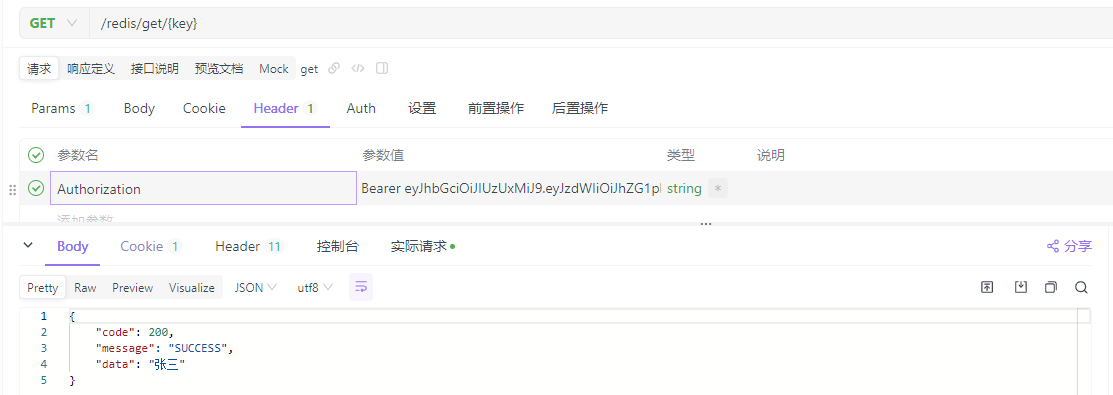 GET /redis/get/{key}
请求 响应定义 接口说明 预览文档 Mock get
Params 1 Body Cookie Header 1 Auth 设置 前置操作 后置操作
参数名 参数值 类型 说明
Authorization Bearer eyJhbGciOiJIUzUxMiJ9.eyJzdWIiOiJhZG1pl string *
添加参数
Body Cookie 1 Header 11 控制台 实际请求 分享
Pretty Raw Preview Visualize JSON utf8
1 {
2 "code": 200,
3 "message": "SUCCESS",
4 "data": "张三"
5 }